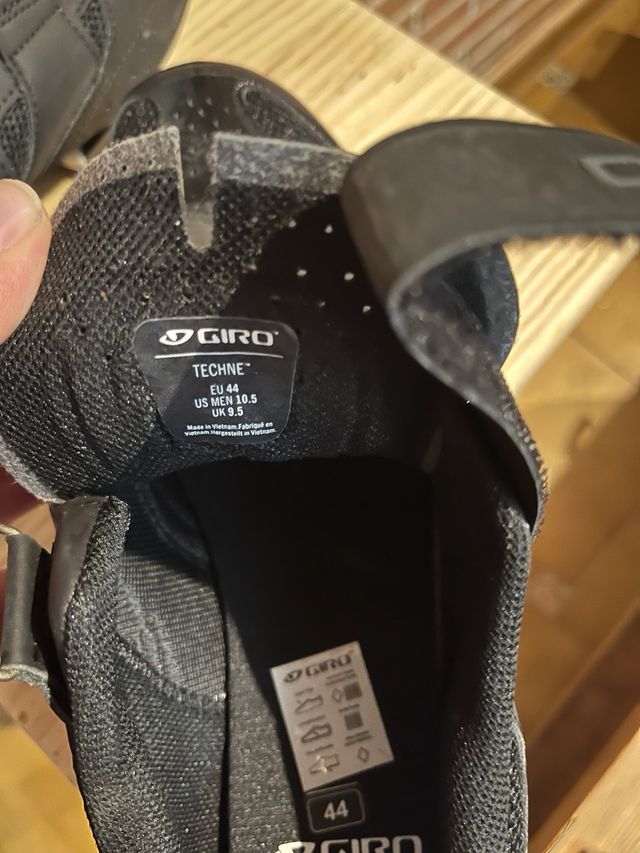 GIRO™
TECHNE™
EU 44
US MEN 10.5
UK 9.5
Made in Vietnam.Fabriqué en
Vietnam.Hergestellt in Vietnam.
GIRO
44
GIRO